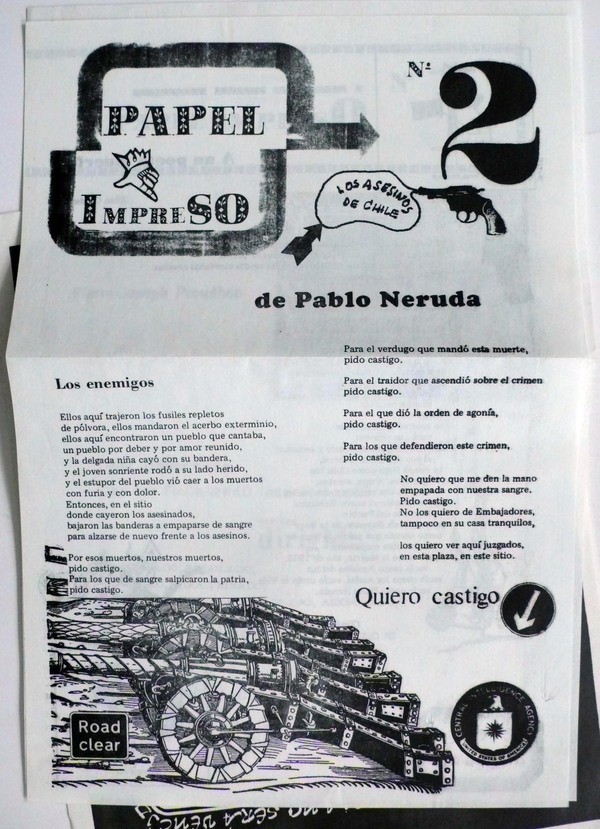 PAPEL
IMPRESO
Nº 2
LOS ASESINOS
DE CHILE
de Pablo Neruda
Los enemigos
Ellos aquí trajeron los fusiles repletos
de pólvora, ellos mandaron el acerbo exterminio,
ellos aquí encontraron un pueblo que cantaba,
un pueblo por deber y por amor reunido,
y la delgada niña cayó con su bandera,
y el joven sonriente rodó a su lado herido,
y el estupor del pueblo vió caer a los muertos
con furia y con dolor.
Entonces, en el sitio
donde cayeron los asesinados,
bajaron las banderas a empaparse de sangre
para alzarse de nuevo frente a los asesinos.
Por esos muertos, nuestros muertos,
pido castigo.
Para los que de sangre salpicaron la patria,
pido castigo.
Para el verdugo que mandó esta muerte,
pido castigo.
Para el traidor que ascendió sobre el crimen
pido castigo.
Para el que dió la orden de agonía,
pido castigo.
Para los que defendieron este crimen,
pido castigo.
No quiero que me den la mano
empapada con nuestra sangre.
Pido castigo.
No los quiero de Embajadores,
tampoco en su casa tranquilos,
los quiero ver aquí juzgados,
en esta plaza, en este sitio.
Quiero castigo
Road
clear
CENTRAL INTELLIGENCE AGENCY
UNITED STATES OF AMERICA
NO SERÁ